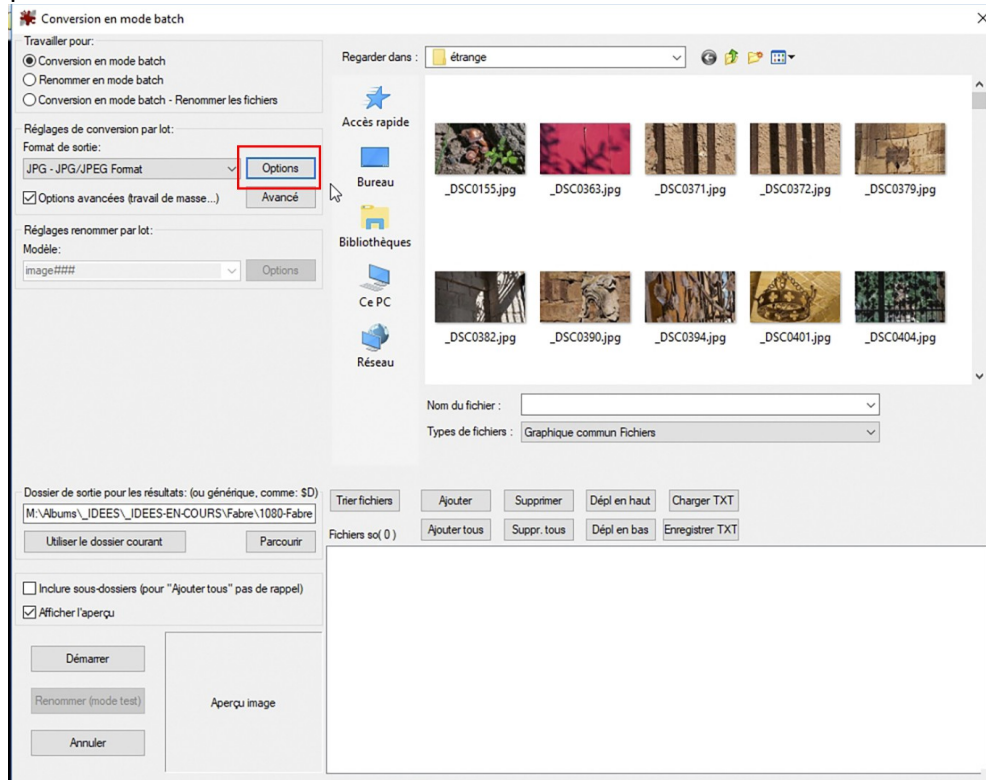 Conversion en mode batch
Travailler pour:
Conversion en mode batch
Renommer en mode batch
Conversion en mode batch - Renommer les fichiers
Réglages de conversion par lot:
Format de sortie:
JPG - JPG/JPEG Format
Options
Options avancées (travail de masse...)
Avancé
Réglages renommer par lot:
Modèle:
image###
Options
Regarder dans :
étrange
Accès rapide
Bureau
Bibliothèques
Ce PC
Réseau
_DSC0155.jpg
_DSC0363.jpg
_DSC0371.jpg
_DSC0372.jpg
_DSC0379.jpg
_DSC0382.jpg
_DSC0390.jpg
_DSC0394.jpg
_DSC0401.jpg
_DSC0404.jpg
Nom du fichier :
Types de fichiers :
Graphique commun Fichiers
Dossier de sortie pour les résultats: (ou générique, comme: $D)
M:\Albums\_IDEES\_IDEES-EN-COURS\Fabre\1080-Fabre
Utiliser le dossier courant
Parcourir
Trier fichiers
Ajouter
Supprimer
Dépl en haut
Charger TXT
Fichiers so( 0 )
Ajouter tous
Suppr. tous
Dépl en bas
Enregistrer TXT
Inclure sous-dossiers (pour "Ajouter tous" pas de rappel)
Afficher l'aperçu
Démarrer
Renommer (mode test)
Annuler
Aperçu image